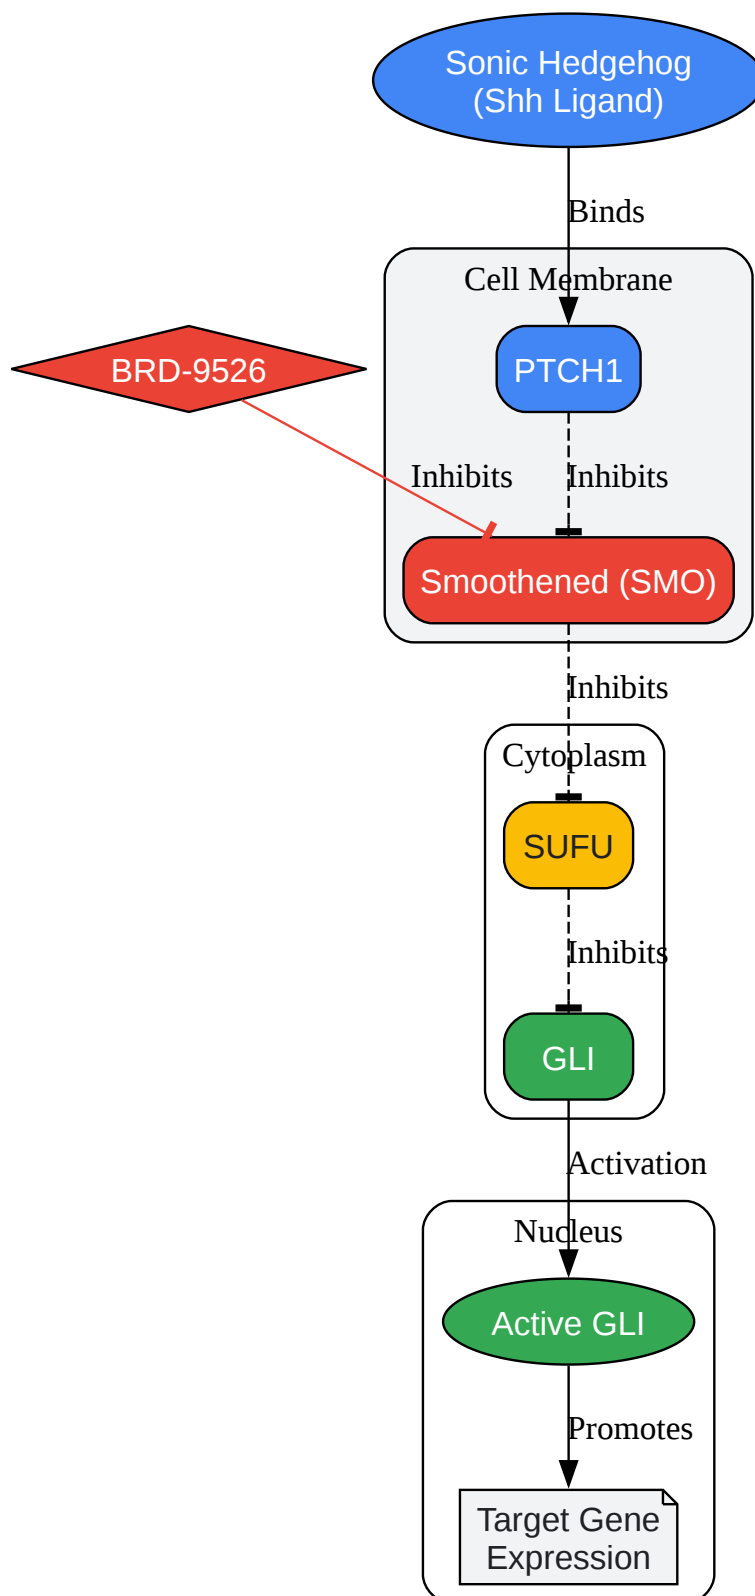 Sonic Hedgehog
(Shh Ligand)
Binds
Cell Membrane
BRD-9526
PTCH1
Inhibits
Inhibits
Smoothened (SMO)
Inhibits
Cytoplasm
SUFU
Inhibits
GLI
Activation
Nucleus
Active GLI
Promotes
Target Gene
Expression